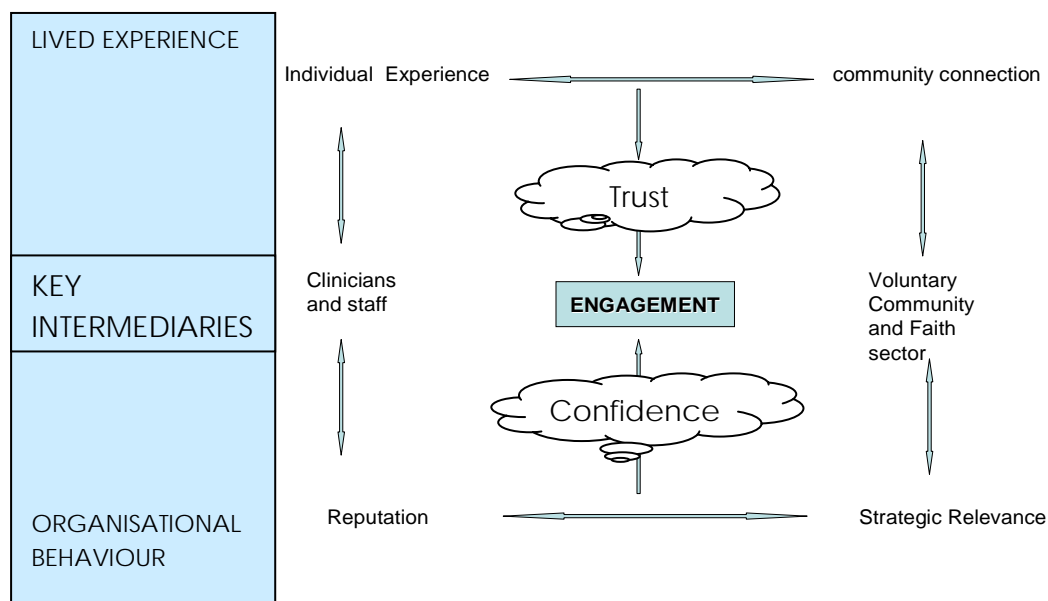 LIVED EXPERIENCE
Individual Experience
community connection
Trust
KEY
INTERMEDIARIES
Clinicians
and staff
ENGAGEMENT
Voluntary
Community
and Faith
sector
Confidence
ORGANISATIONAL
BEHAVIOUR
Reputation
Strategic Relevance